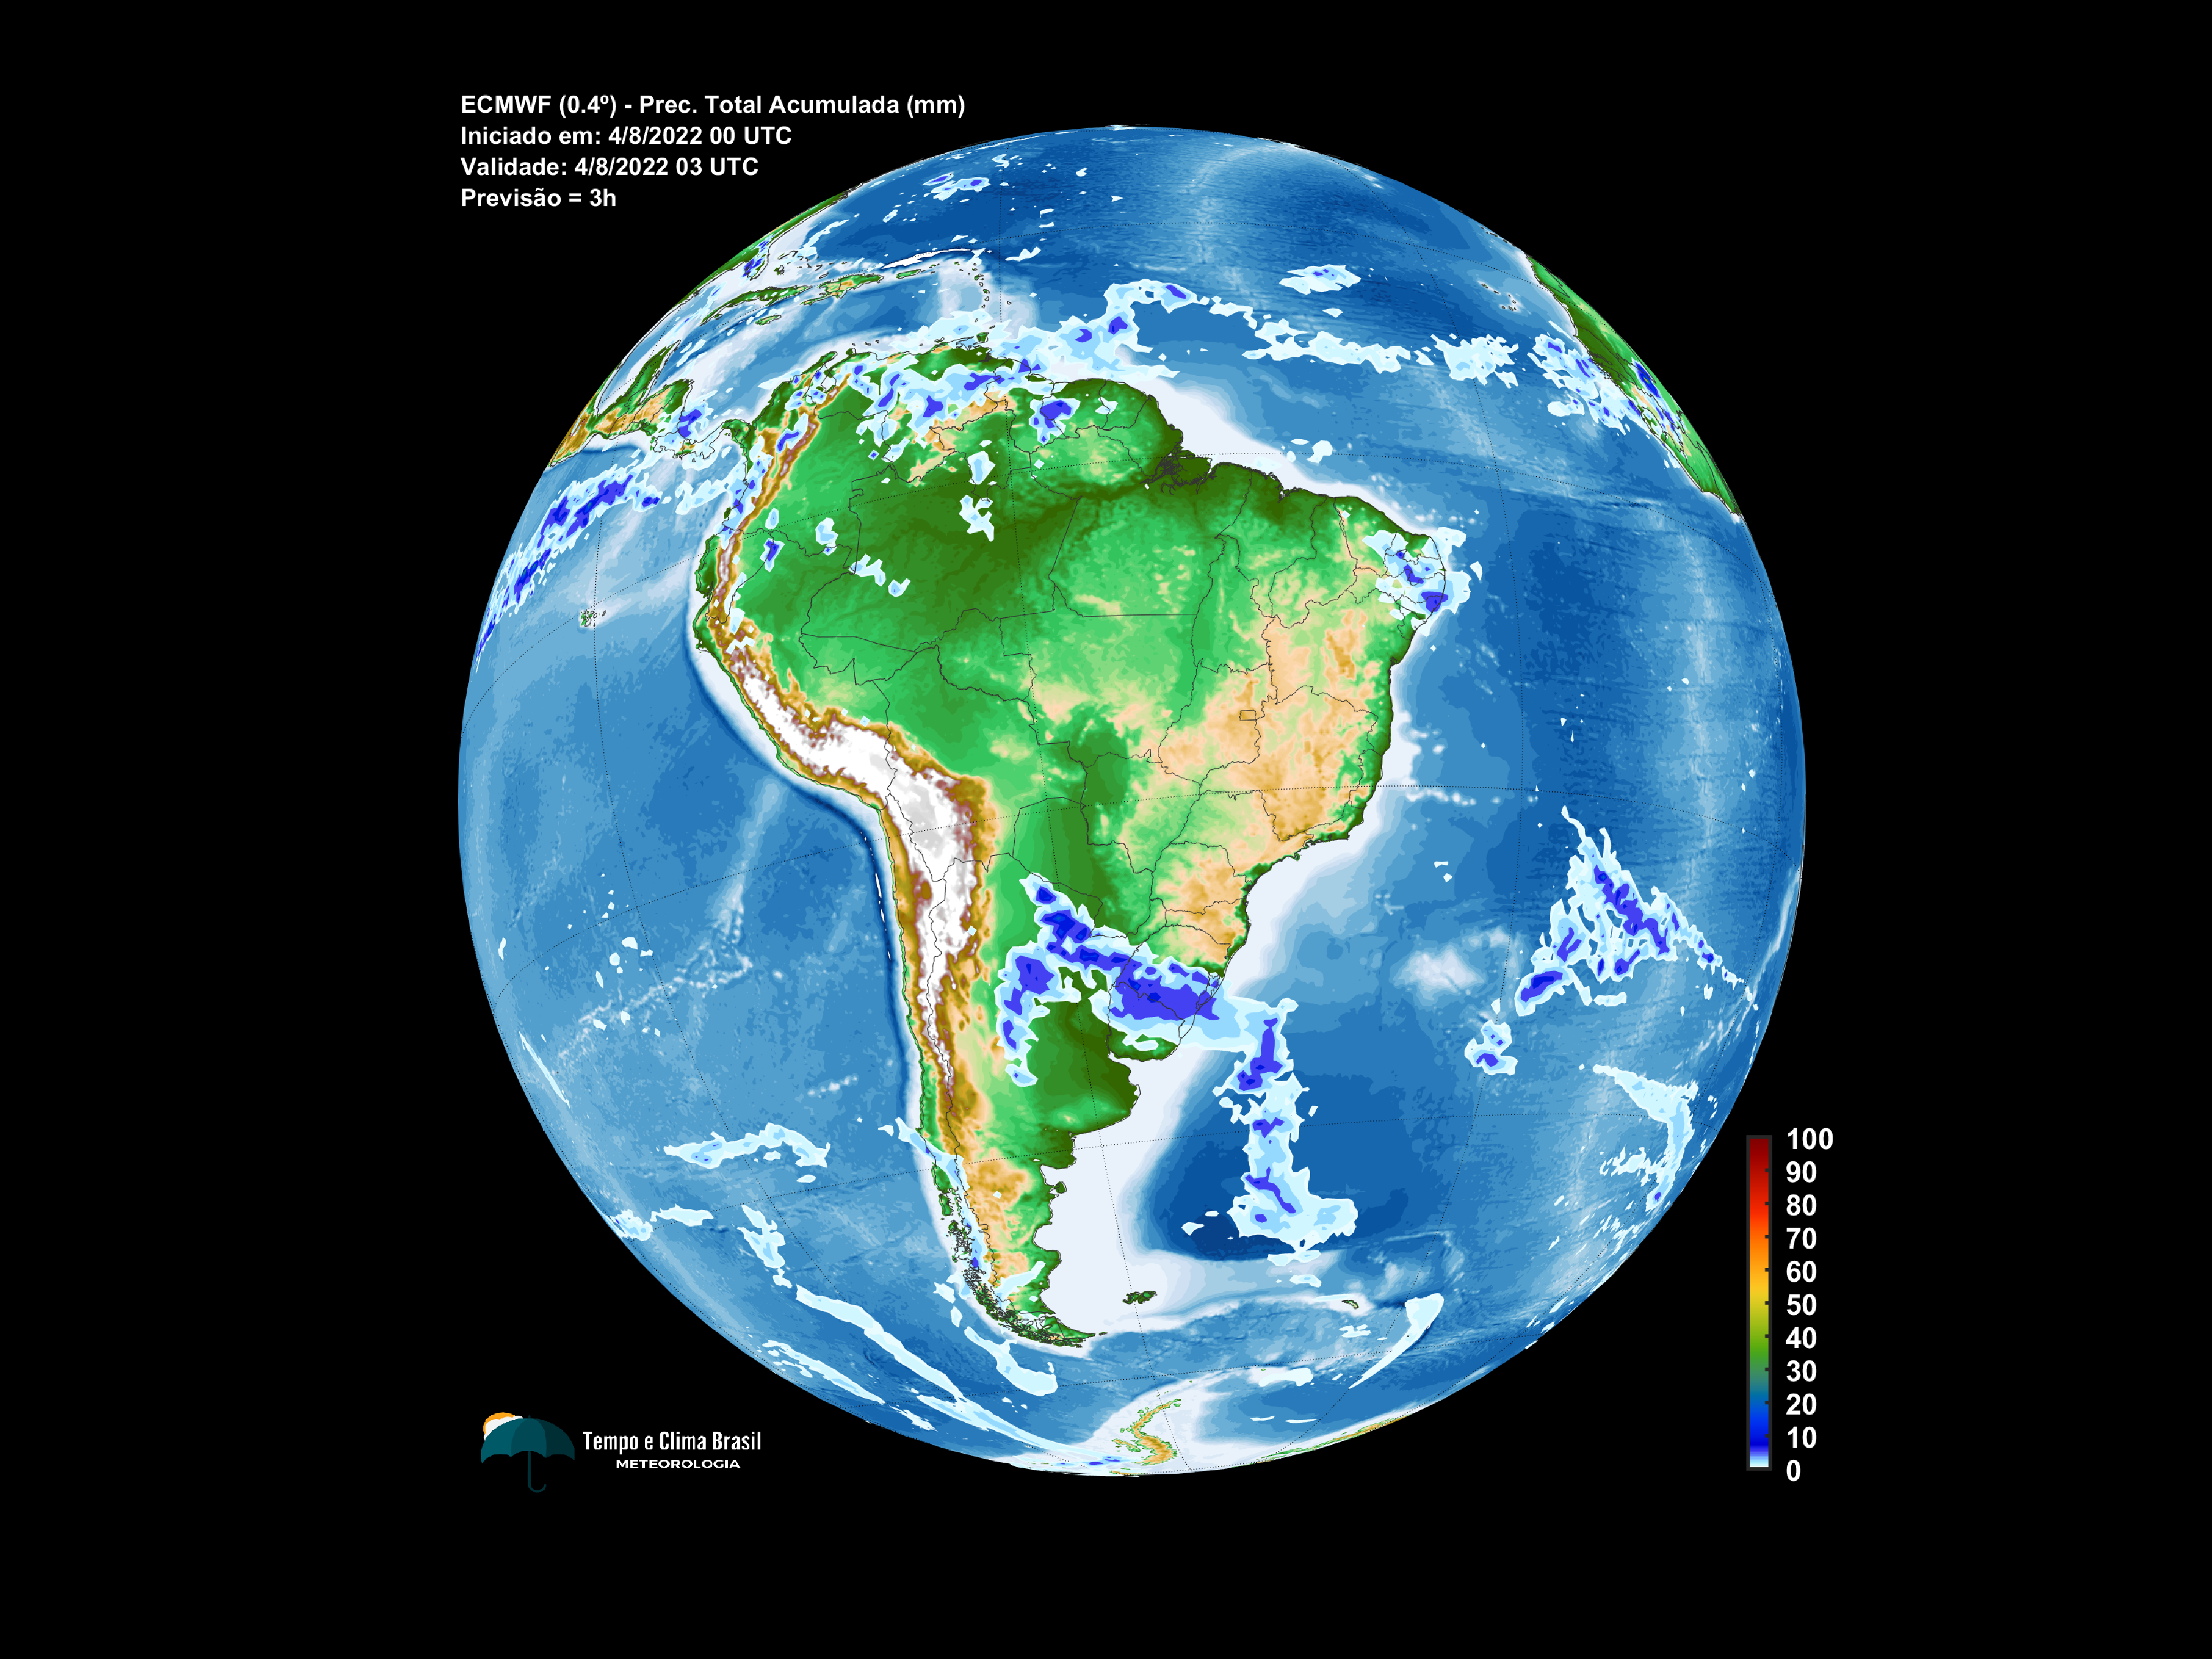 ECMWF (0.4º) - Prec. Total Acumulada (mm)
Iniciado em: 4/8/2022 00 UTC
Validade: 4/8/2022 03 UTC
Previsão = 3h
100
90
80
70
60
50
40
30
20
10
0
Tempo e Clima Brasil
METEOROLOGIA